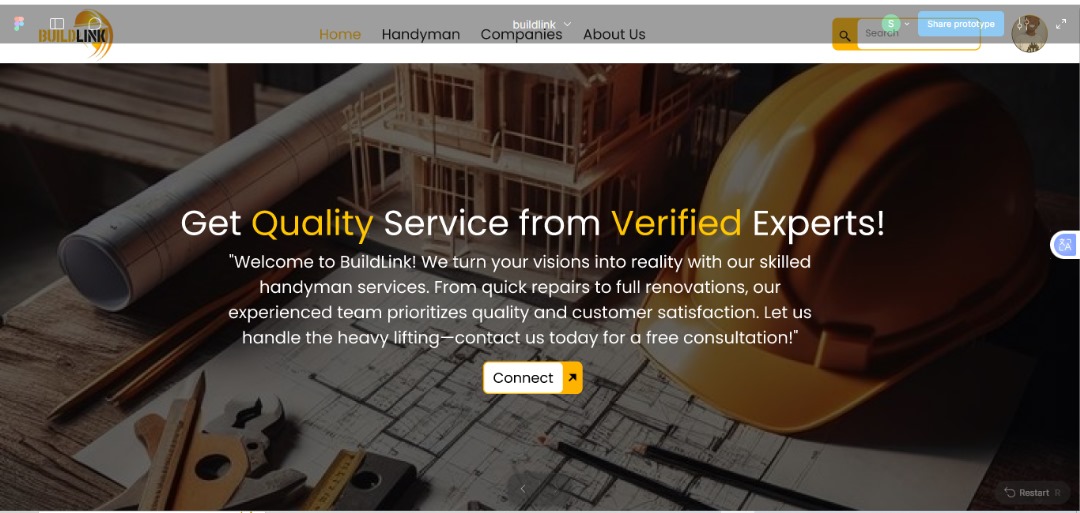 buildlink
S
Share prototype
BUILDLINK
Home
Handyman
Companies
About Us
Search
Get Quality Service from Verified Experts!
"Welcome to BuildLink! We turn your visions into reality with our skilled
handyman services. From quick repairs to full renovations, our
experienced team prioritizes quality and customer satisfaction. Let us
handle the heavy lifting—contact us today for a free consultation!"
Connect
Restart R